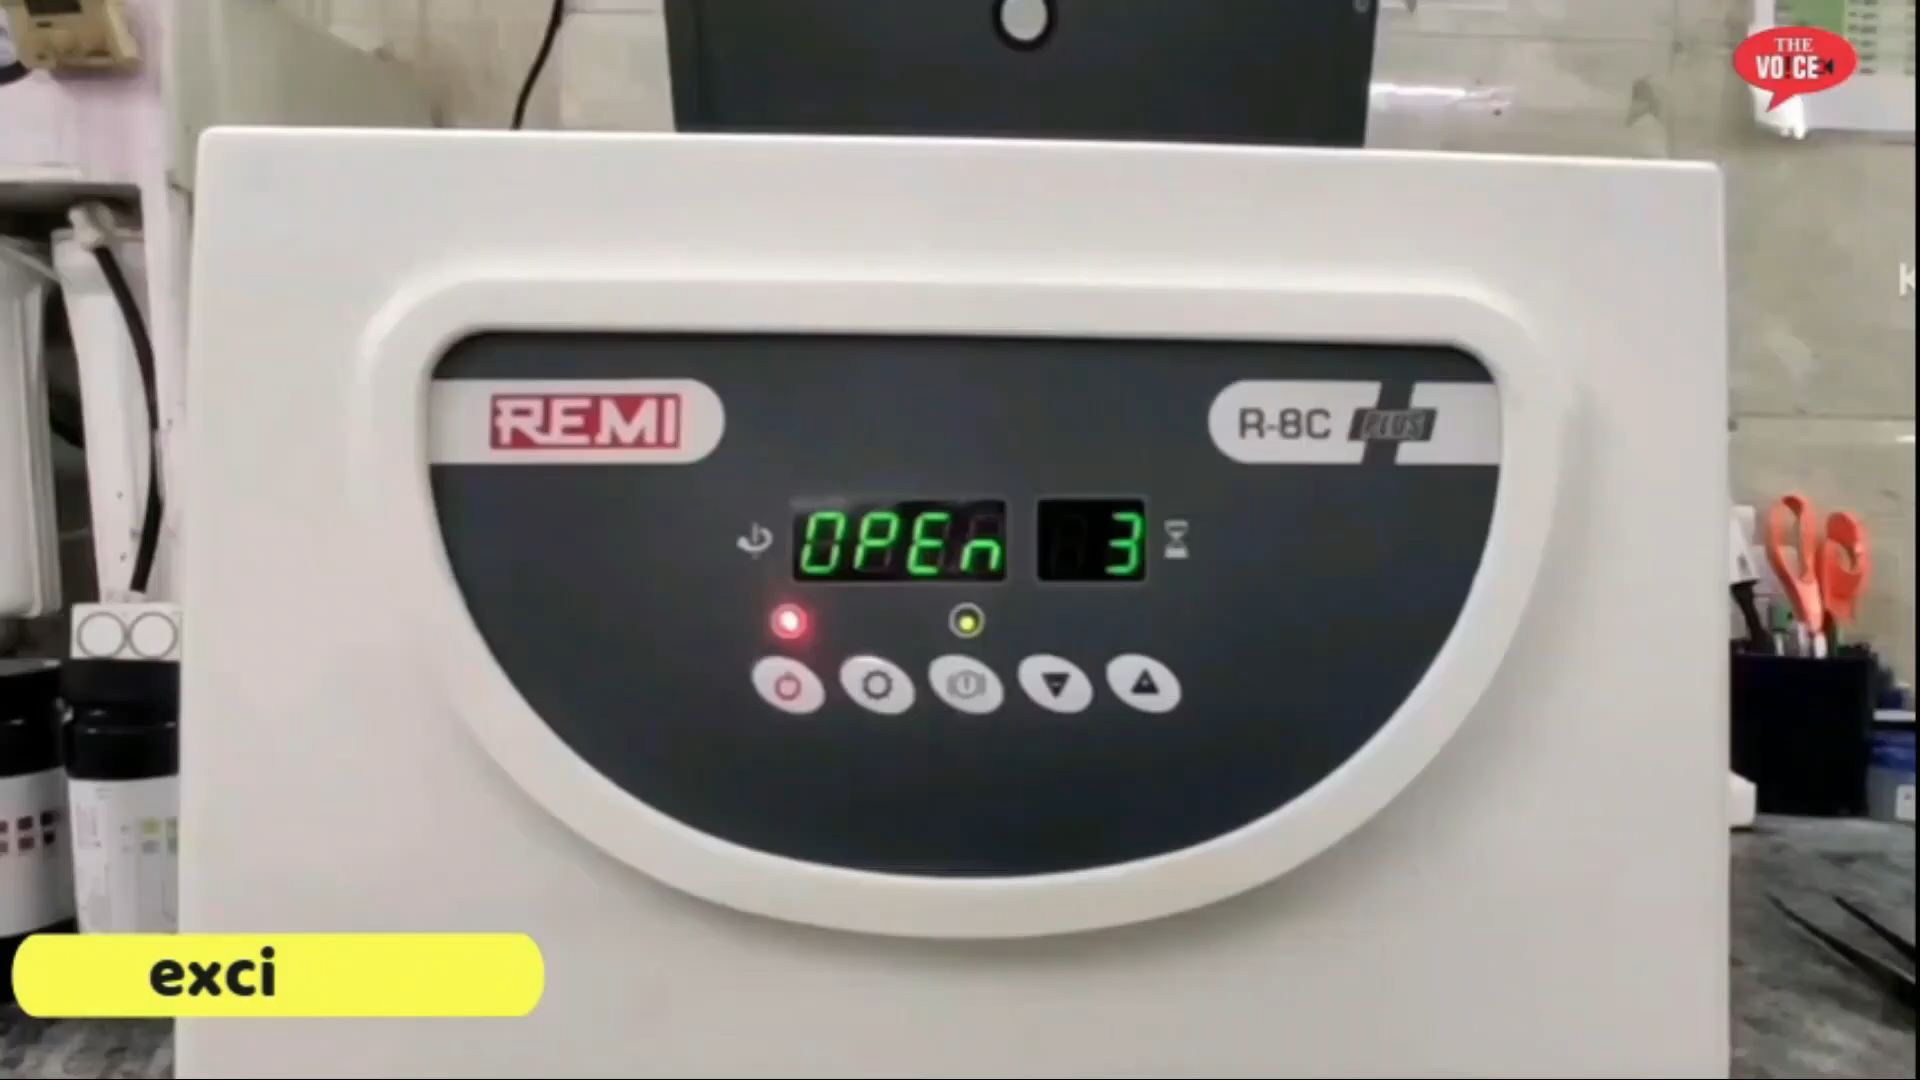 THE
VOICE
REMI
R-8C PLUS
OPEn 3
exci